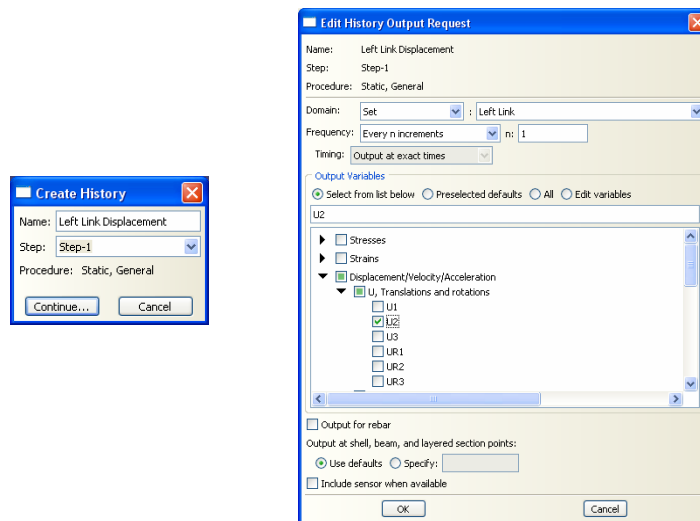 Create History
Name: Left Link Displacement
Step: Step-1
Procedure: Static, General
Continue... Cancel
Edit History Output Request
Name: Left Link Displacement
Step: Step-1
Procedure: Static, General
Domain: Set : Left Link
Frequency: Every n increments n: 1
Timing: Output at exact times
Output Variables
Select from list below Preselected defaults All Edit variables
U2
Stresses
Strains
Displacement/Velocity/Acceleration
U, Translations and rotations
U1
U2
U3
UR1
UR2
UR3
Output for rebar
Output at shell, beam, and layered section points:
Use defaults Specify:
Include sensor when available
OK Cancel